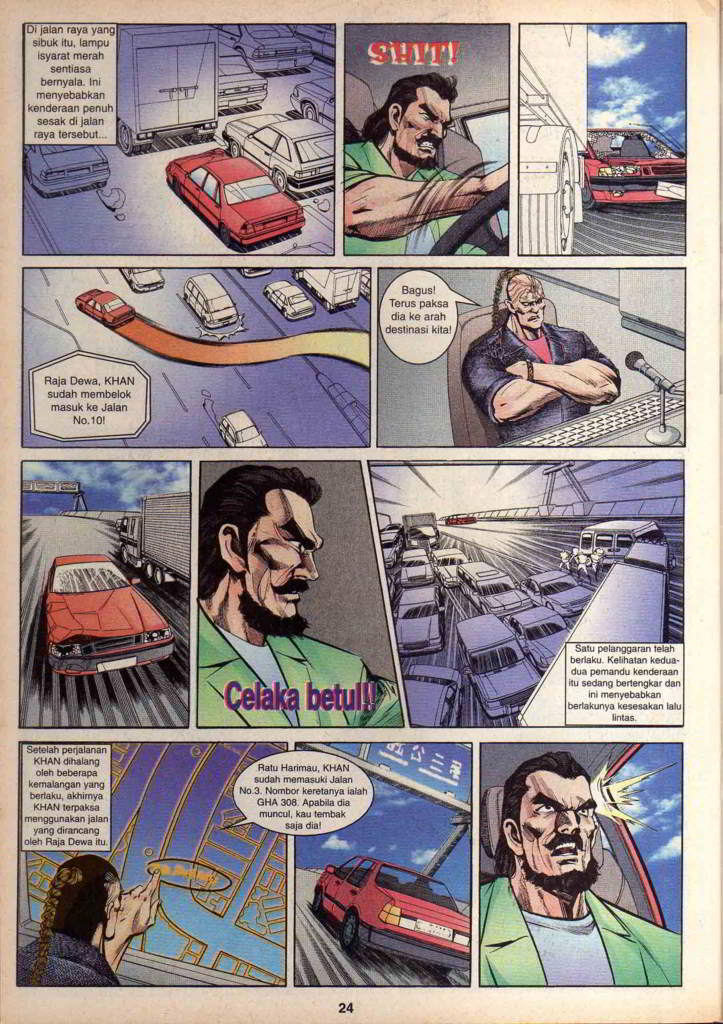 Di jalan raya yang
sibuk itu, lampu
isyarat merah
sentiasa
bernyala. Ini
menyebabkan
kenderaan penuh
sesak di jalan
raya tersebut...
SHIT!
Raja Dewa, KHAN
sudah membelok
masuk ke Jalan
No.10!
Bagus!
Terus paksa
dia ke arah
destinasi kita!
Celaka betul!!
Satu pelanggaran telah
berlaku. Kelihatan kedua-
dua pemandu kenderaan
itu sedang bertengkar dan
ini menyebabkan
berlakunya kesesakan lalu
lintas.
Setelah perjalanan
KHAN dihalang
oleh beberapa
kemalangan yang
berlaku, akhirnya
KHAN terpaksa
menggunakan jalan
yang dirancang
oleh Raja Dewa itu.
Ratu Harimau, KHAN
sudah memasuki Jalan
No.3. Nombor keretanya ialah
GHA 308. Apabila dia
muncul, kau tembak
saja dia!
24